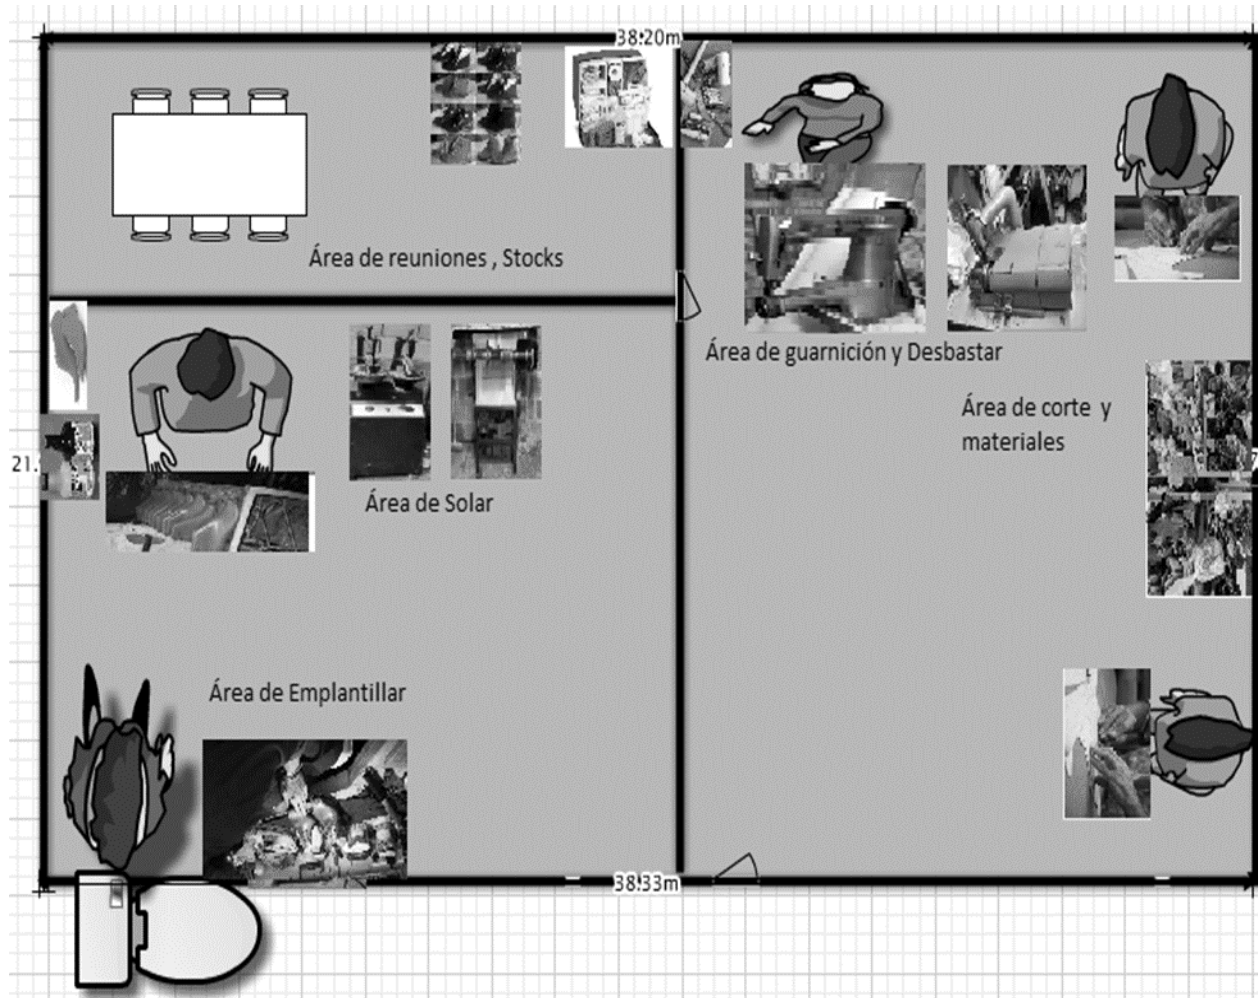 38.20m
Área de reuniones , Stocks
Área de guarnición y Desbastar
Área de corte y
materiales
21.
Área de Solar
Área de Emplantillar
38.33m